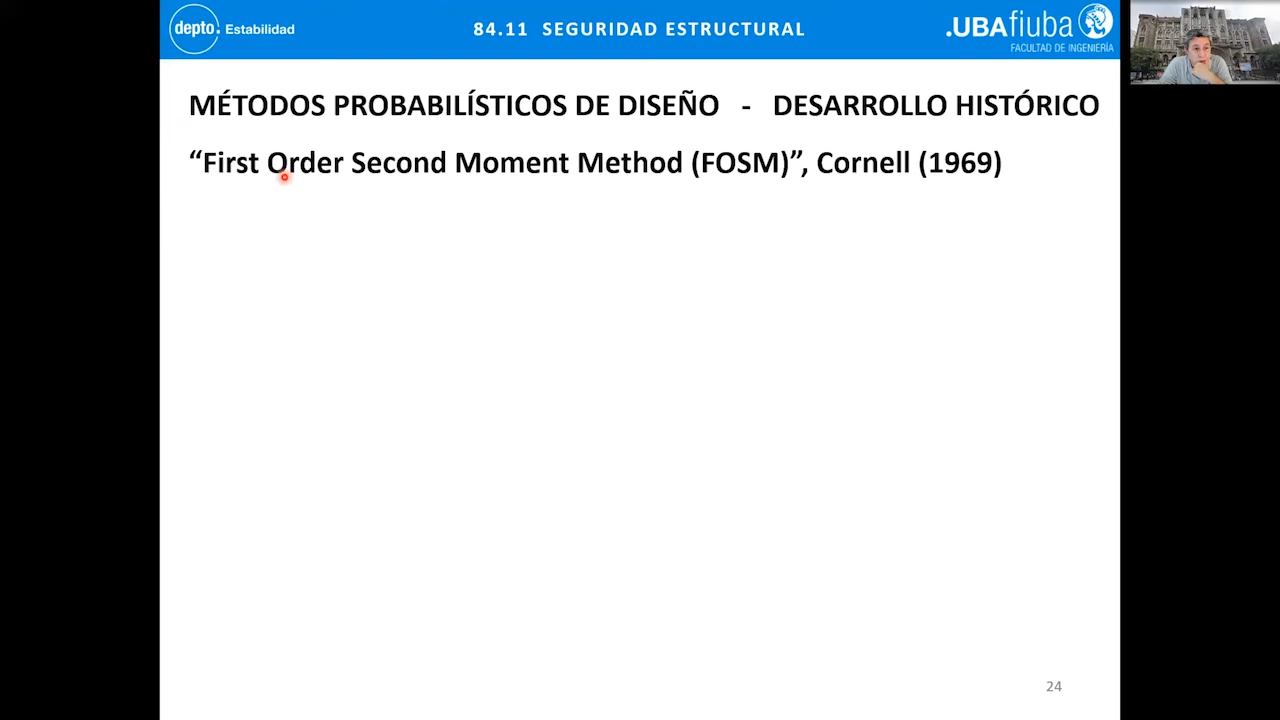 depto. Estabilidad
84.11 SEGURIDAD ESTRUCTURAL
.UBAfiuba
FACULTAD DE INGENIERÍA
MÉTODOS PROBABILÍSTICOS DE DISEÑO - DESARROLLO HISTÓRICO
“First Order Second Moment Method (FOSM)”, Cornell (1969)
24